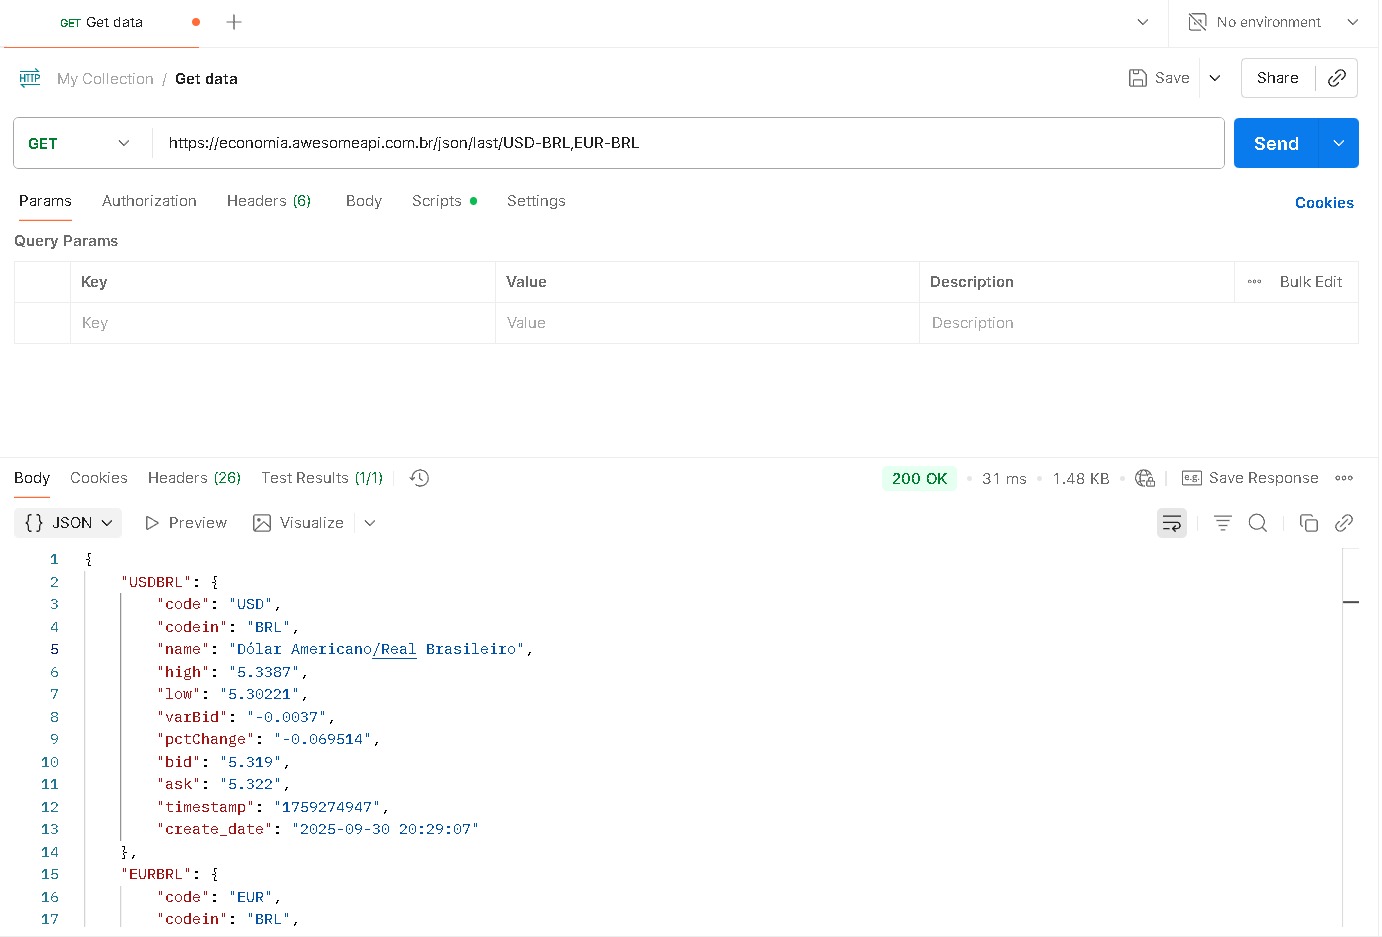 GET Get data
No environment
HTTP My Collection / Get data
Save
Share
GET https://economia.awesomeapi.com.br/json/last/USD-BRL,EUR-BRL
Send
Params Authorization Headers (6) Body Scripts Settings
Cookies
Query Params
Key Value Description Bulk Edit
Key Value Description
Body Cookies Headers (26) Test Results (1/1)
200 OK 31 ms 1.48 KB e.g. Save Response
{} JSON Preview Visualize
1 {
2 "USDBRL": {
3 "code": "USD",
4 "codein": "BRL",
5 "name": "Dólar Americano/Real Brasileiro",
6 "high": "5.3387",
7 "low": "5.30221",
8 "varBid": "-0.0037",
9 "pctChange": "-0.069514",
10 "bid": "5.319",
11 "ask": "5.322",
12 "timestamp": "1759274947",
13 "create_date": "2025-09-30 20:29:07"
14 },
15 "EURBRL": {
16 "code": "EUR",
17 "codein": "BRL",